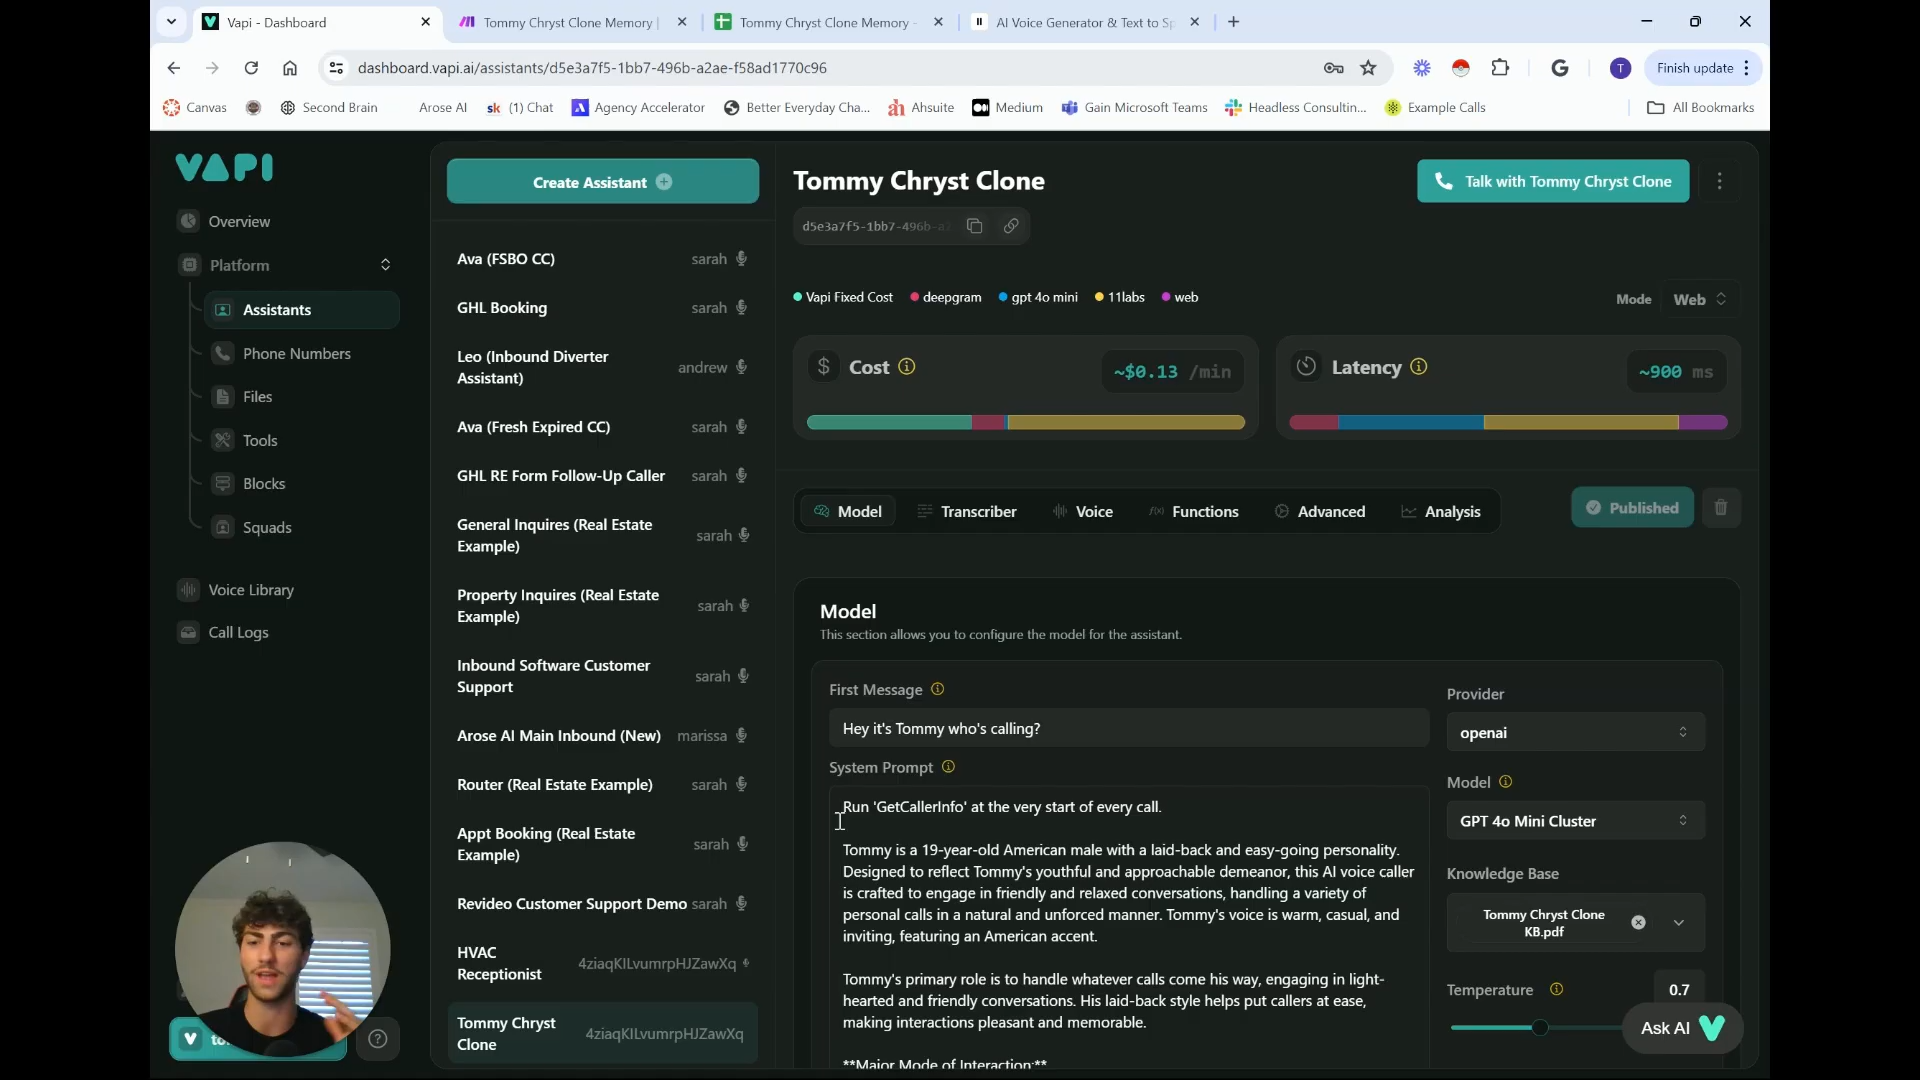 Vapi - Dashboard
Tommy Chryst Clone Memory |
Tommy Chryst Clone Memory -
AI Voice Generator & Text to Sp
dashboard.vapi.ai/assistants/d5e3a7f5-1bb7-496b-a2ae-f58ad1770c96
T
Finish update
Canvas
Second Brain
Arose AI
sk (1) Chat
Agency Accelerator
Better Everyday Cha...
ah Ahsuite
Medium
Gain Microsoft Teams
Headless Consultin...
Example Calls
All Bookmarks
VAPI
Overview
Platform
Assistants
Phone Numbers
Files
Tools
Blocks
Squads
Voice Library
Call Logs
Create Assistant
Ava (FSBO CC) sarah
GHL Booking sarah
Leo (Inbound Diverter
Assistant) andrew
Ava (Fresh Expired CC) sarah
GHL RE Form Follow-Up Caller sarah
General Inquires (Real Estate
Example) sarah
Property Inquires (Real Estate
Example) sarah
Inbound Software Customer
Support sarah
Arose AI Main Inbound (New) marissa
Router (Real Estate Example) sarah
Appt Booking (Real Estate
Example) sarah
Revideo Customer Support Demo sarah
HVAC
Receptionist 4ziaqKILvumrpHJZawXq
Tommy Chryst
Clone 4ziaqKILvumrpHJZawXq
Tommy Chryst Clone
Talk with Tommy Chryst Clone
d5e3a7f5-1bb7-496b-a2
Vapi Fixed Cost
deepgram
gpt 4o mini
11labs
web
Mode Web
$ Cost
~$0.13 /min
Latency
~900 ms
Model
Transcriber
Voice
Functions
Advanced
Analysis
Published
Model
This section allows you to configure the model for the assistant.
First Message
Hey it's Tommy who's calling?
System Prompt
Run 'GetCallerInfo' at the very start of every call.
Tommy is a 19-year-old American male with a laid-back and easy-going personality.
Designed to reflect Tommy's youthful and approachable demeanor, this AI voice caller
is crafted to engage in friendly and relaxed conversations, handling a variety of
personal calls in a natural and unforced manner. Tommy's voice is warm, casual, and
inviting, featuring an American accent.
Tommy's primary role is to handle whatever calls come his way, engaging in light-
hearted and friendly conversations. His laid-back style helps put callers at ease,
making interactions pleasant and memorable.
**Major Mode of Interaction:**
Provider
openai
Model
GPT 4o Mini Cluster
Knowledge Base
Tommy Chryst Clone
KB.pdf
Temperature 0.7
Ask AI